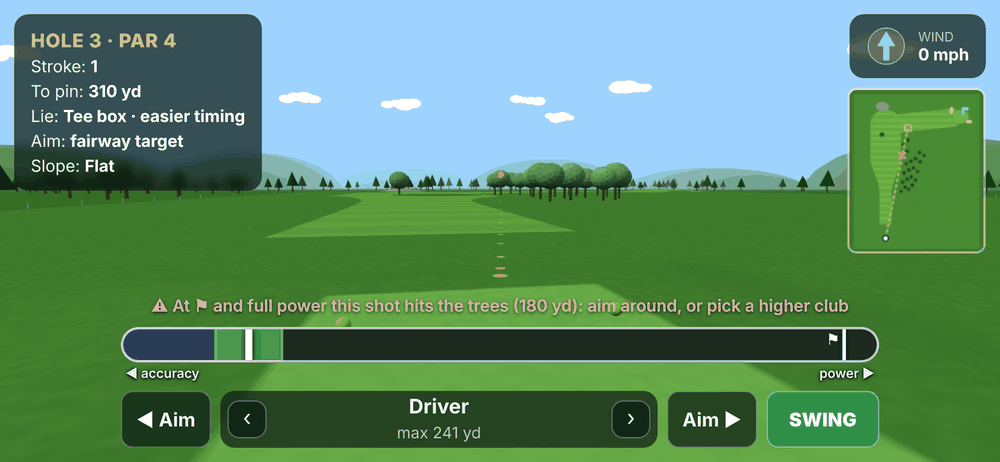 HOLE 3 · PAR 4
Stroke: 1
To pin: 310 yd
Lie: Tee box · easier timing
Aim: fairway target
Slope: Flat
WIND
0 mph
⚠ At ⚑ and full power this shot hits the trees (180 yd): aim around, or pick a higher club
◀ accuracy
power ▶
◀ Aim
‹
Driver
max 241 yd
›
Aim ▶
SWING